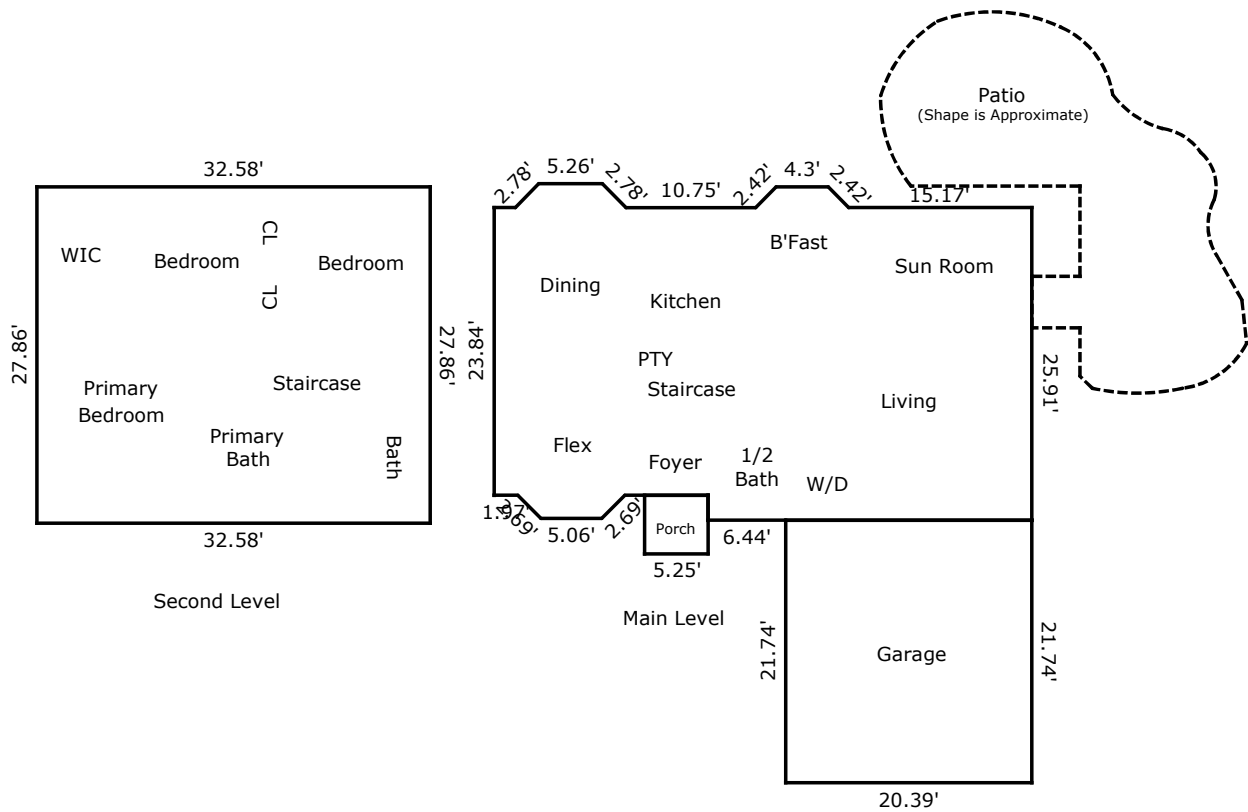 Patio
(Shape is Approximate)
32.58'
2.78'
5.26'
2.78'
10.75'
2.42'
4.3'
2.42'
15.17'
WIC
Bedroom
CL
Bedroom
CL
27.86'
27.86'
Primary
Bedroom
Staircase
Primary
Bath
Bath
32.58'
Second Level
23.84'
Dining
Kitchen
B'Fast
Sun Room
PTY
Staircase
Living
25.91'
Flex
Foyer
1/2
Bath
W/D
1.97'
2.69'
5.06'
2.69'
Porch
5.25'
6.44'
Main Level
21.74'
Garage
21.74'
20.39'